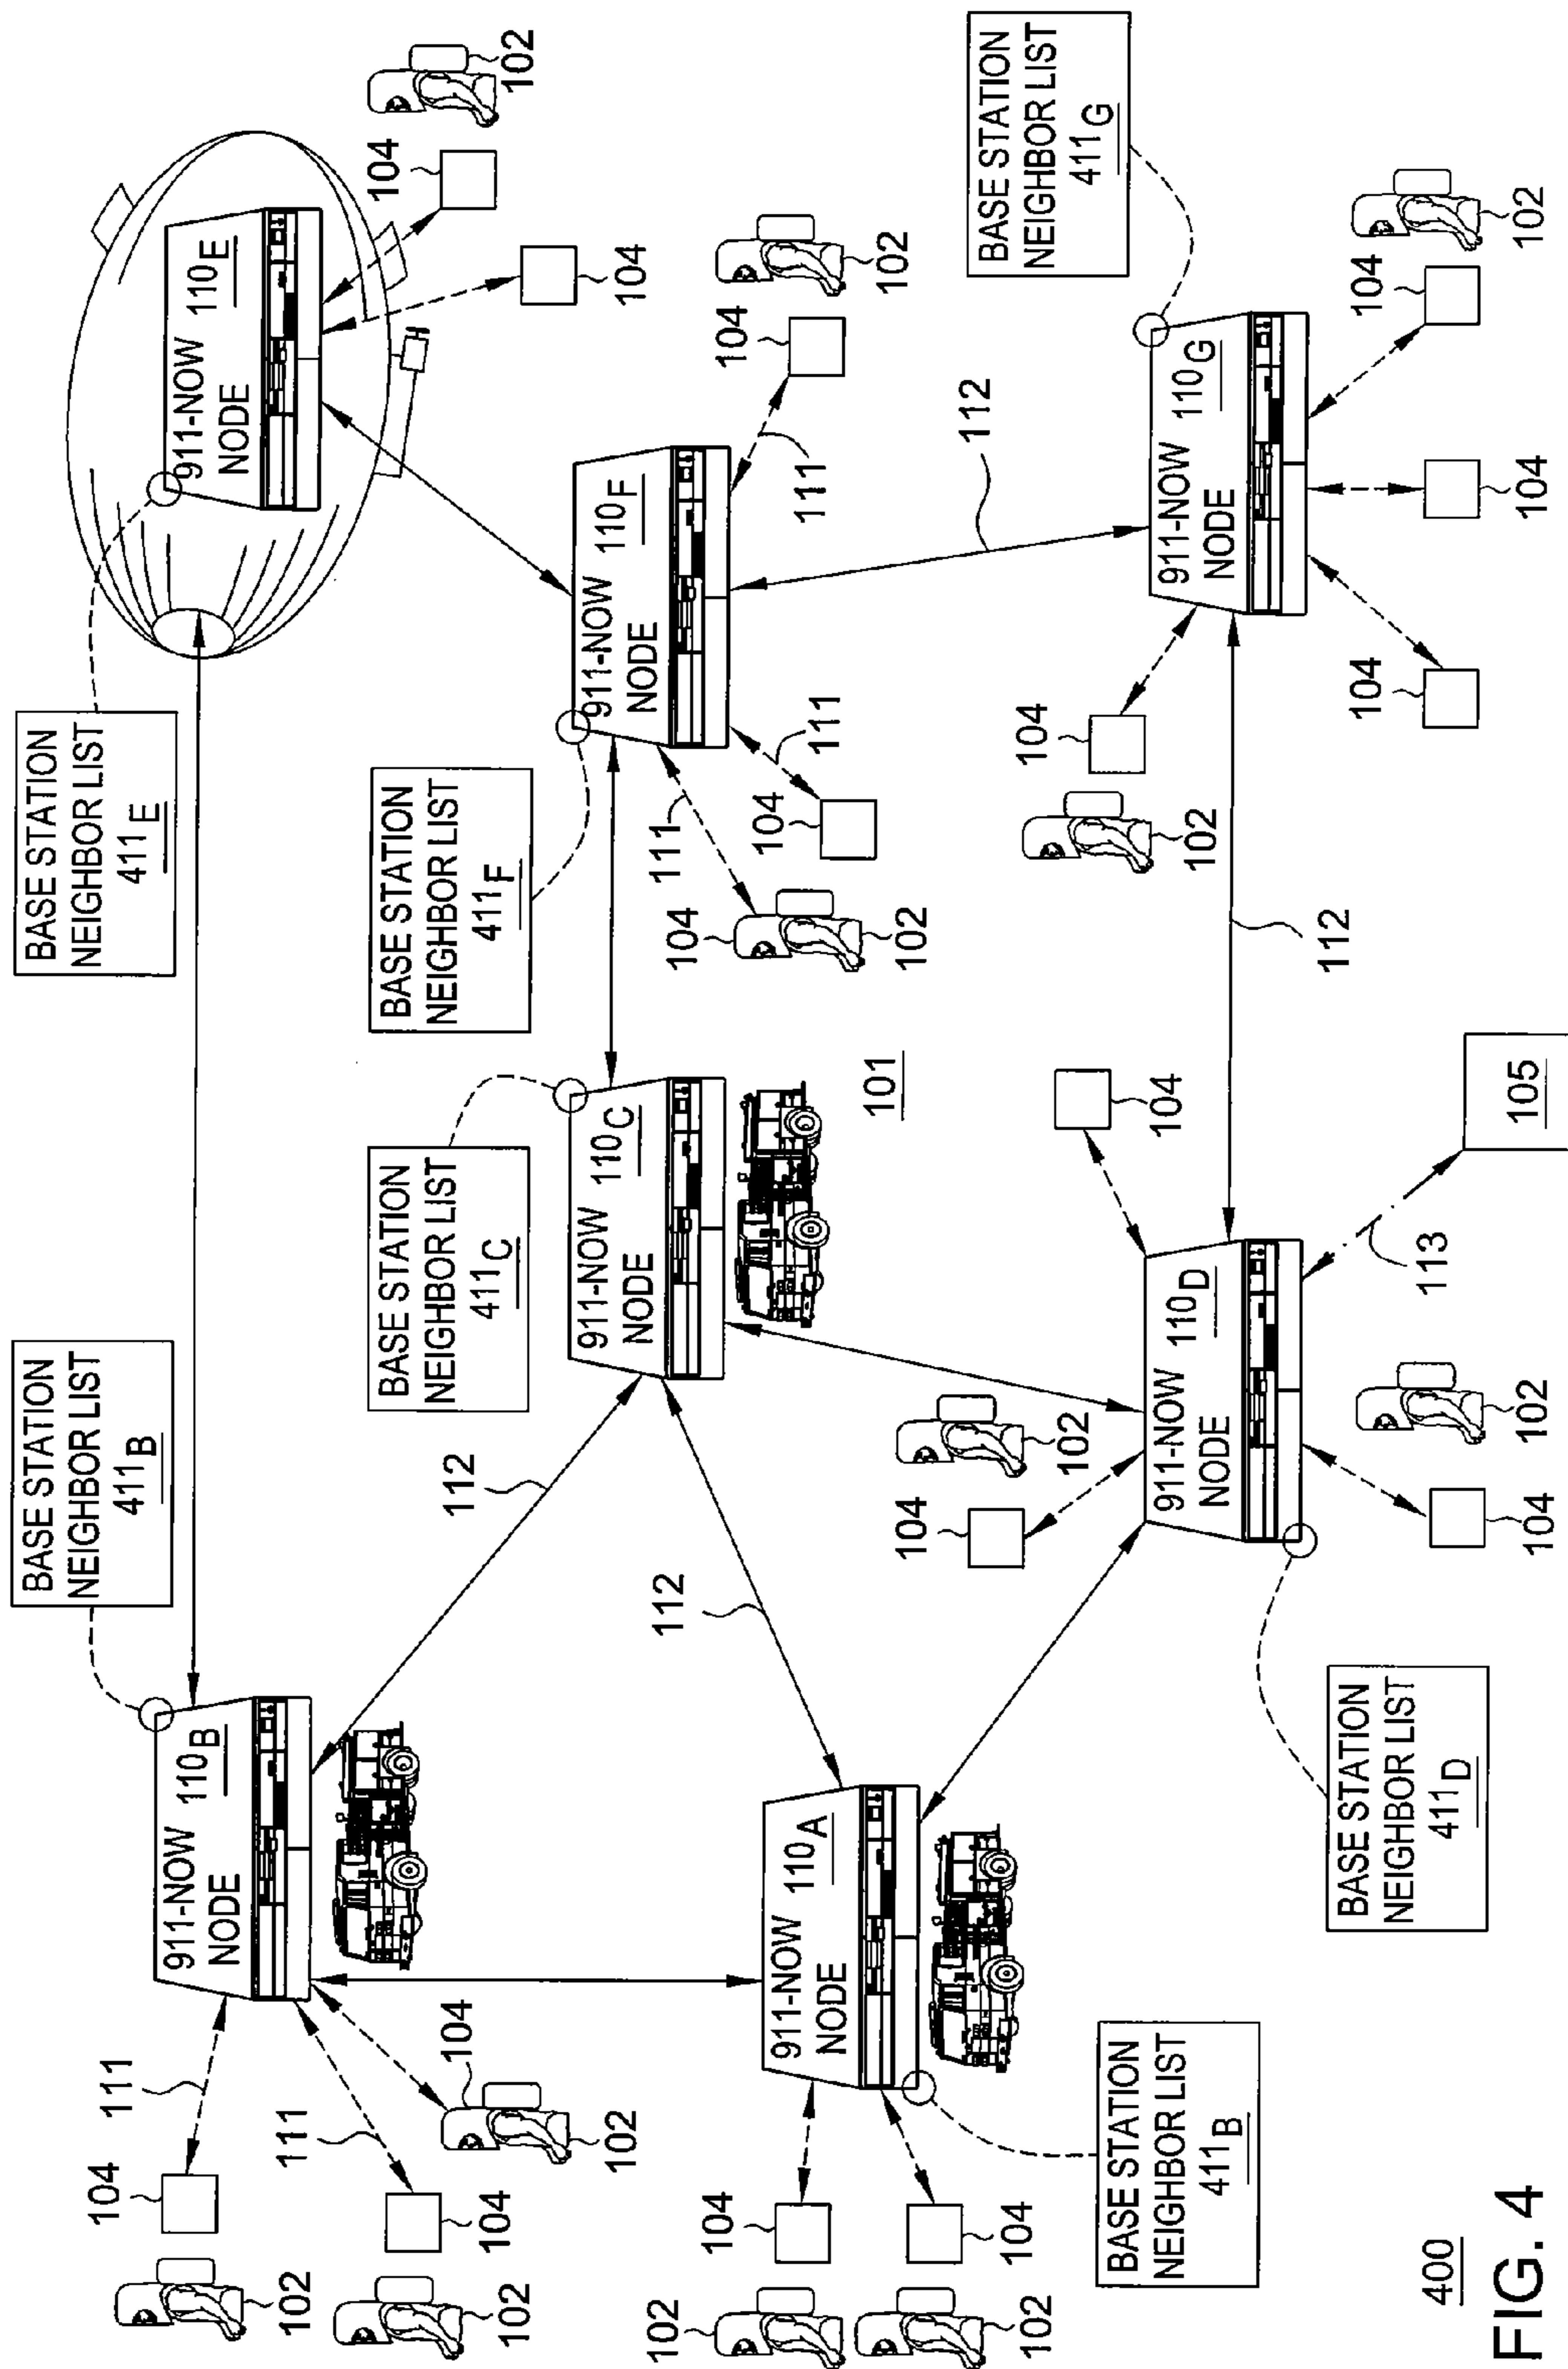 BASE STATION
NEIGHBOR LIST
411B
BASE STATION
NEIGHBOR LIST
411E
104
111
102
911-NOW
110B
NODE
911-NOW
110E
NODE
104
102
111
104
102
104
102
112
BASE STATION
NEIGHBOR LIST
411C
BASE STATION
NEIGHBOR LIST
411F
104
911-NOW
110C
NODE
911-NOW
110F
NODE
111
104
102
111
104
111
104
102
112
101
104
102
104
102
911-NOW
110A
NODE
112
104
102
104
102
104
911-NOW
110D
NODE
104
102
911-NOW
110G
NODE
BASE STATION
NEIGHBOR LIST
411G
BASE STATION
NEIGHBOR LIST
411B
112
BASE STATION
NEIGHBOR LIST
411D
104
102
113
105
104
104
104
102
400
FIG. 4